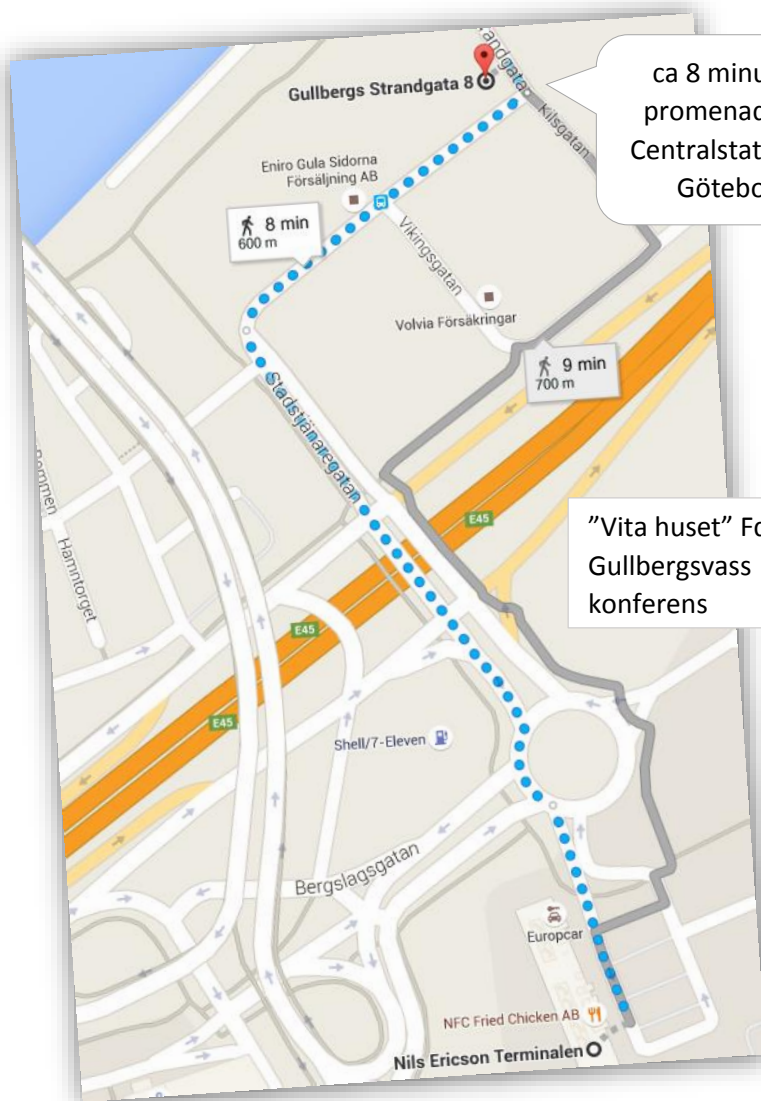 randgata
Gullbergs Strandgata 8
Kilsgatan
ca 8 minu
promenad
Centralstat
Götebo
Eniro Gula Sidorna
Försäljning AB
8 min
600 m
Vikingsgatan
Volvia Försäkringar
9 min
700 m
Stadstjänaregatan
ommen
Hamntorget
E45
”Vita huset” Fo
Gullbergsvass
konferens
E45
E45
Shell/7-Eleven
Bergslagsgatan
Europcar
NFC Fried Chicken AB
Nils Ericson Terminalen